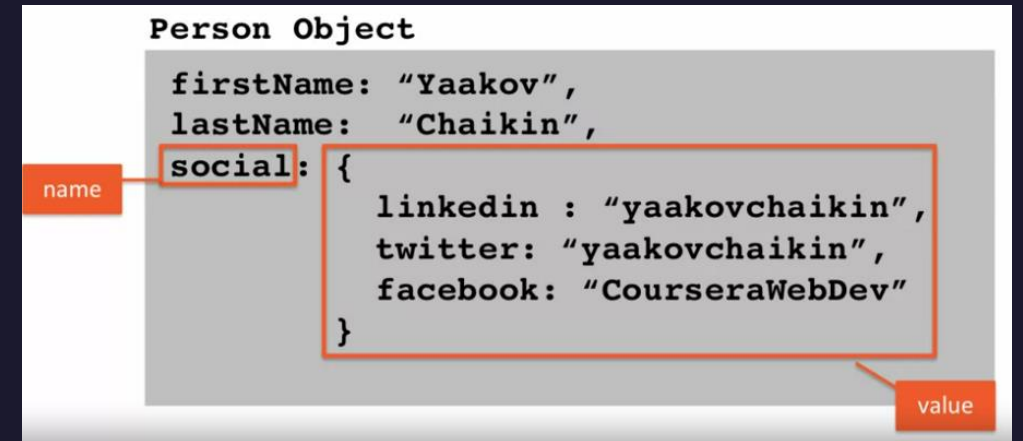 Person Object
firstName: “Yaakov”,
lastName: “Chaikin”,
name
social: {
linkedin : “yaakovchaikin”,
twitter: “yaakovchaikin”,
facebook: “CourseraWebDev”
}
value